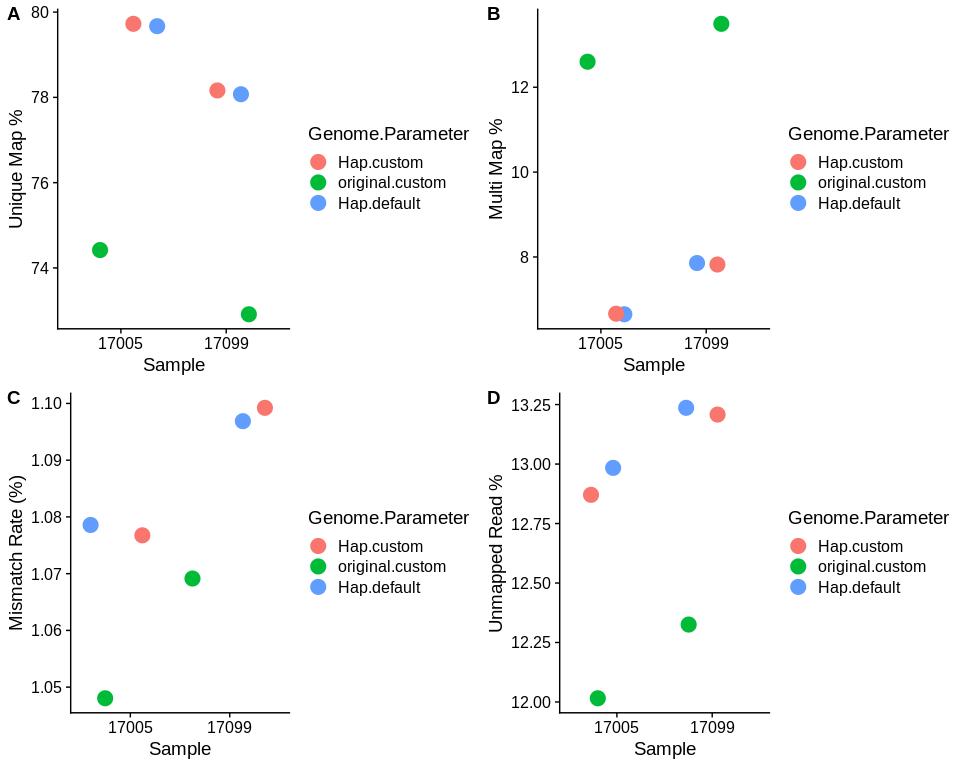 A
80
78
76
74
Unique Map %
17005
17099
Sample
Genome.Parameter
Hap.custom
original.custom
Hap.default
B
12
10
8
Multi Map %
17005
17099
Sample
Genome.Parameter
Hap.custom
original.custom
Hap.default
C
1.10
1.09
1.08
1.07
1.06
1.05
Mismatch Rate (%)
17005
17099
Sample
Genome.Parameter
Hap.custom
original.custom
Hap.default
D
13.25
13.00
12.75
12.50
12.25
12.00
Unmapped Read %
17005
17099
Sample
Genome.Parameter
Hap.custom
original.custom
Hap.default